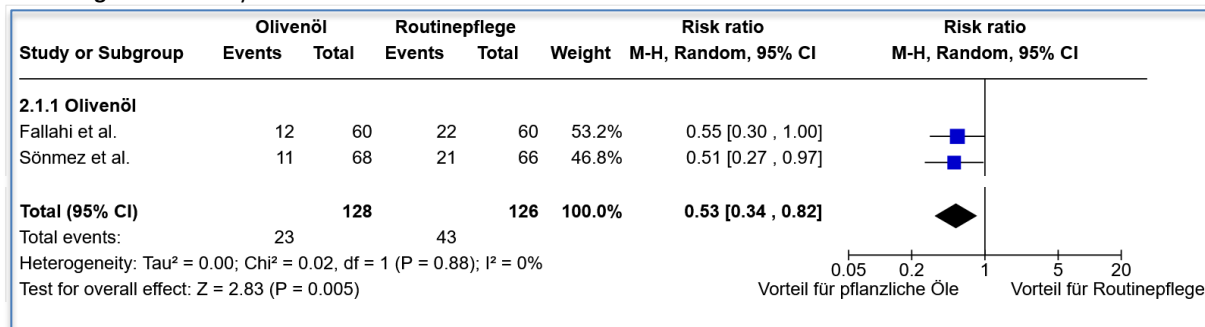 Olivenöl Routinepflege Risk ratio Risk ratio
Study or Subgroup Events Total Events Total Weight M-H, Random, 95% CI M-H, Random, 95% CI
2.1.1 Olivenöl
Fallahi et al. 12 60 22 60 53.2% 0.55 [0.30 , 1.00]
Sönmez et al. 11 68 21 66 46.8% 0.51 [0.27 , 0.97]
Total (95% CI) 128 126 100.0% 0.53 [0.34 , 0.82]
Total events: 23 43
Heterogeneity: Tau² = 0.00; Chi² = 0.02, df = 1 (P = 0.88); I² = 0%
Test for overall effect: Z = 2.83 (P = 0.005)
0.05 0.2 1 5 20
Vorteil für pflanzliche Öle Vorteil für Routinepflege